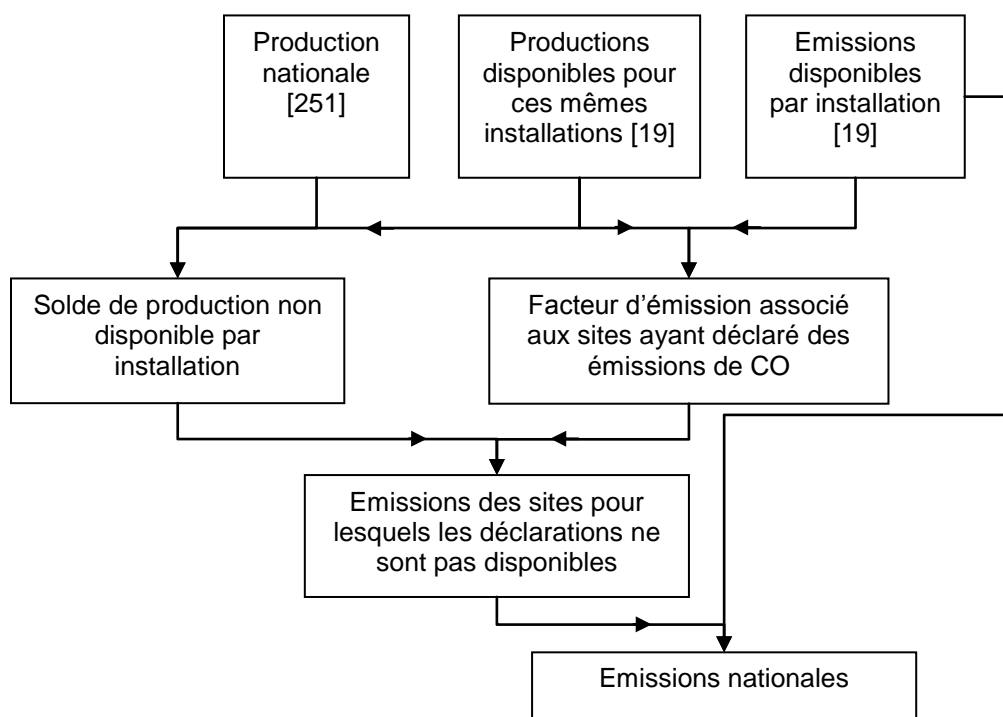 Production
nationale
[251]
Productions
disponibles pour
ces mêmes
installations [19]
Emissions
disponibles
par installation
[19]
Solde de production non
disponible par
installation
Facteur d’émission associé
aux sites ayant déclaré des
émissions de CO
Emissions des sites pour
lesquels les déclarations ne
sont pas disponibles
Emissions nationales